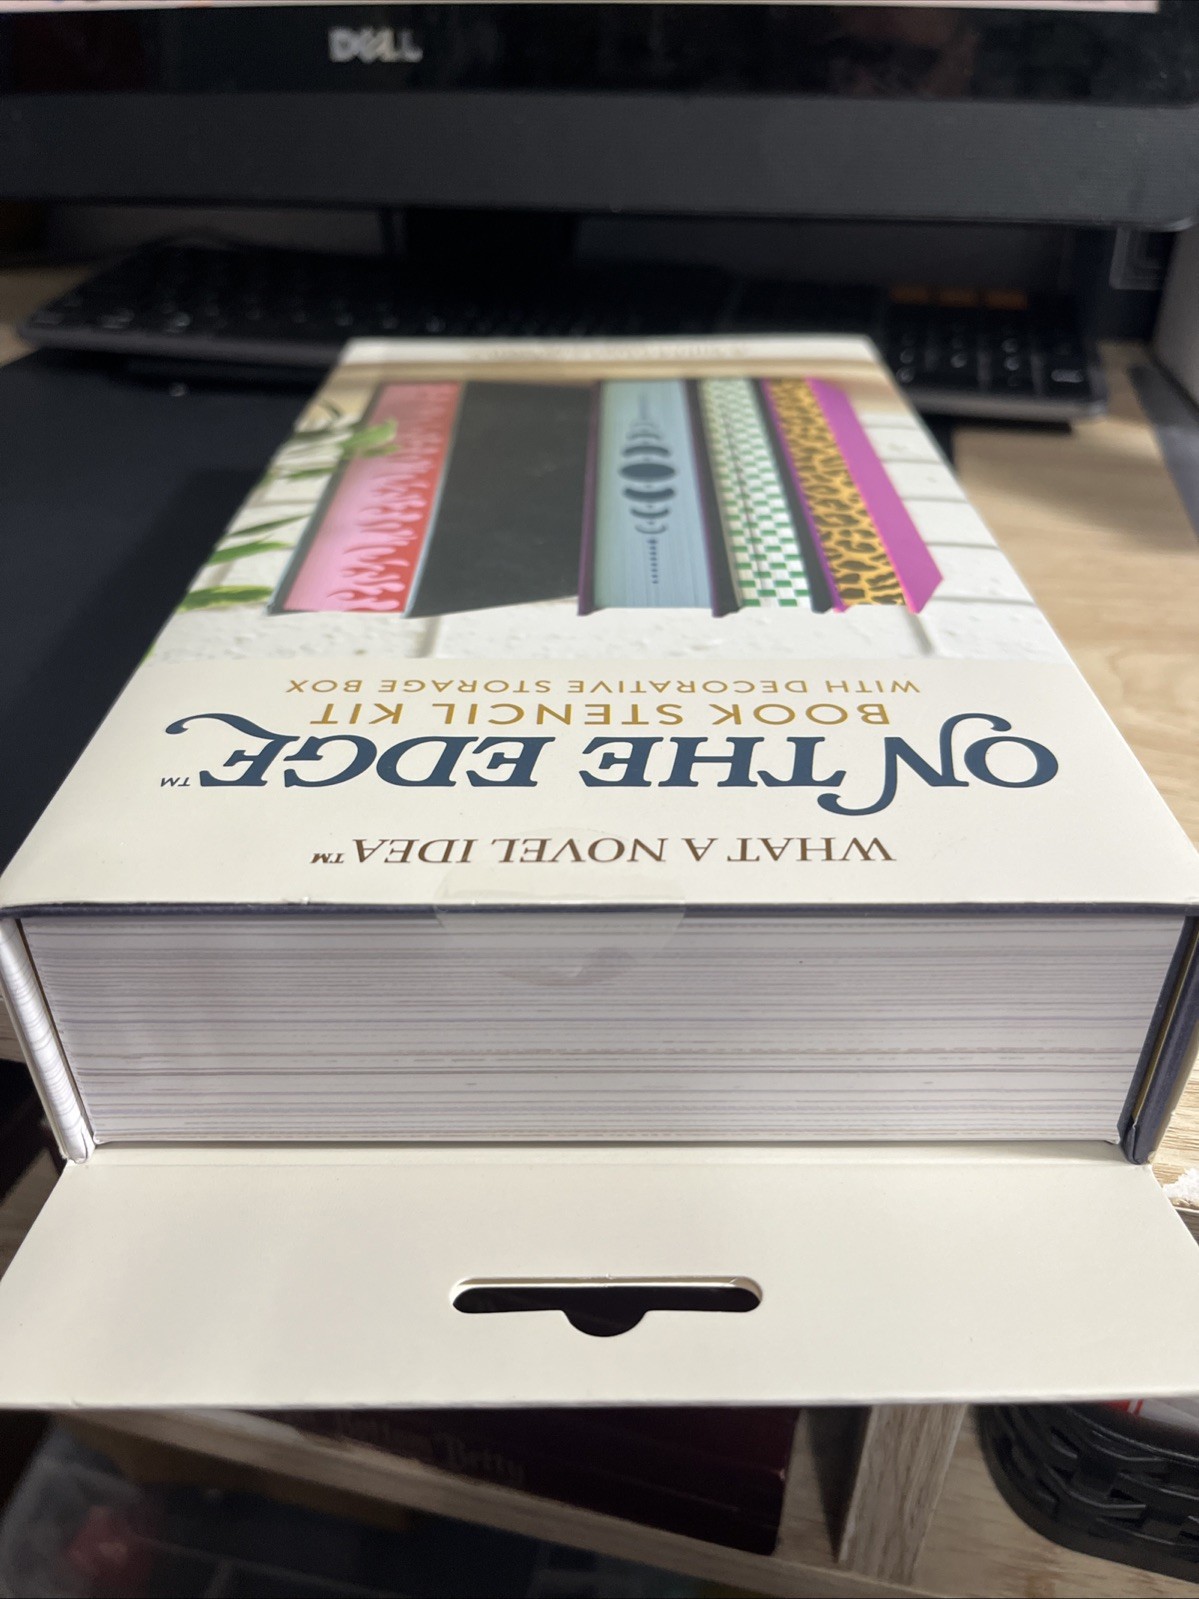 DELL
WHAT A NOVEL IDEA™
ON THE EDGE™
BOOK STENCIL KIT
WITH DECORATIVE STORAGE BOX